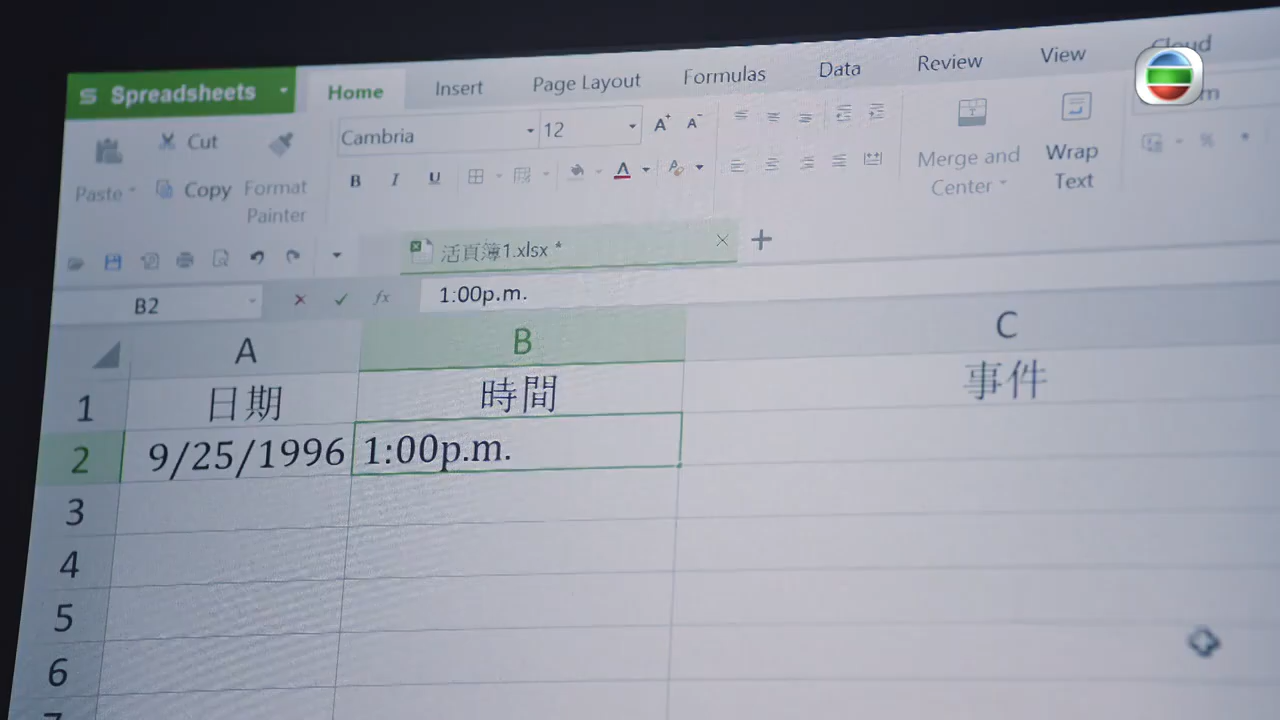 Spreadsheets Home Insert Page Layout Formulas Data Review View Cloud
Cut Cambria 12 A+ A-
Paste Copy Format Painter B I U A Merge and Center Wrap Text
活頁簿1.xlsx *
B2 fx 1:00p.m.
A B C
1 日期 時間 事件
2 9/25/1996 1:00p.m.
3
4
5
6
7